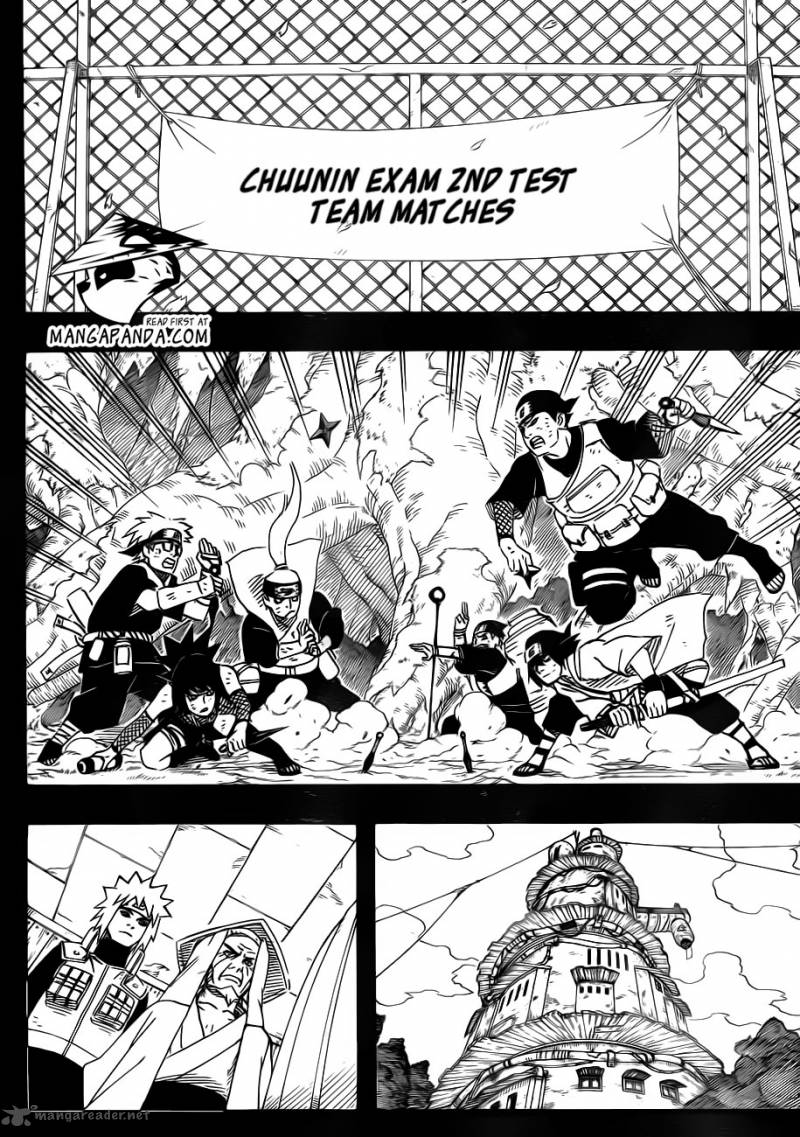 CHUUNIN EXAM 2ND TEST
TEAM MATCHES
READ FIRST AT
MANGAPANDA.COM
mangareader.net